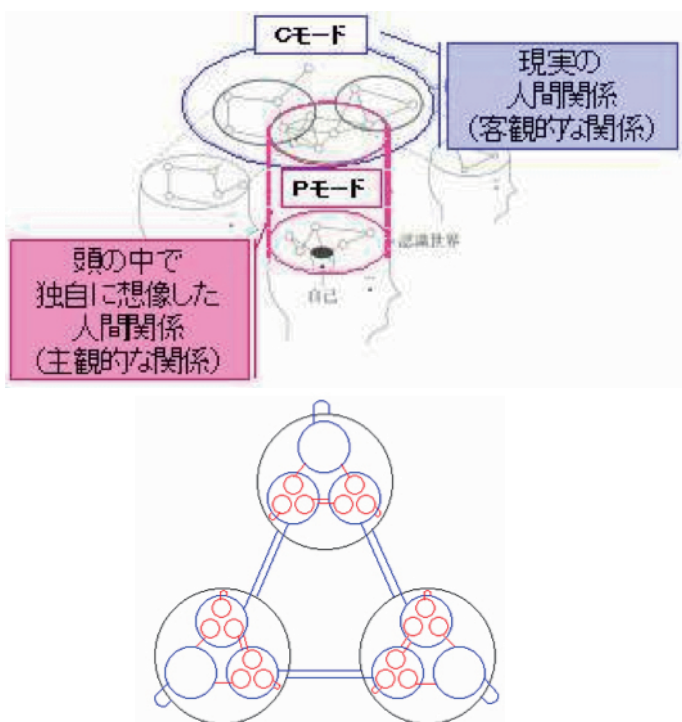 Cモード
現実の
人間関係
(客観的な関係)
Pモード
認識世界
頭の中で
独自に想像した
人間関係
(主観的な関係)
自己